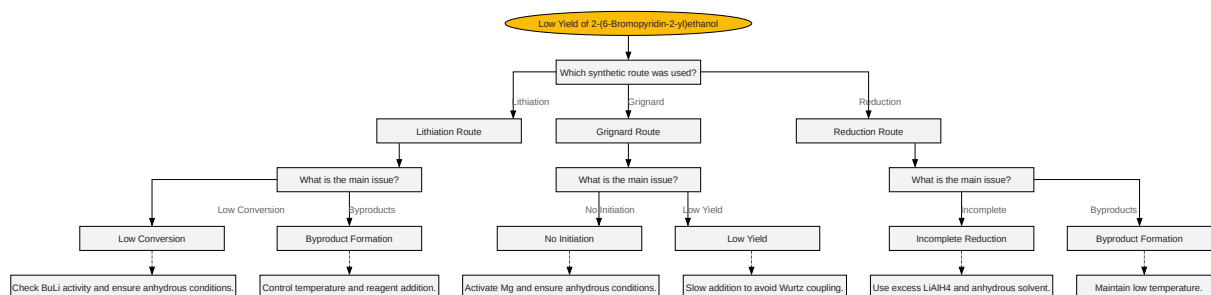 Low Yield of 2-(6-Bromopyridin-2-yl)ethanol
Which synthetic route was used?
Lithiation
Grignard
Reduction
Lithiation Route
Grignard Route
Reduction Route
What is the main issue?
What is the main issue?
What is the main issue?
Low Conversion
Byproducts
No Initiation
Low Yield
Incomplete
Byproducts
Low Conversion
Byproduct Formation
No Initiation
Low Yield
Incomplete Reduction
Byproduct Formation
Check BuLi activity and ensure anhydrous conditions.
Control temperature and reagent addition.
Activate Mg and ensure anhydrous conditions.
Slow addition to avoid Wurtz coupling.
Use excess LiAlH4 and anhydrous solvent.
Maintain low temperature.